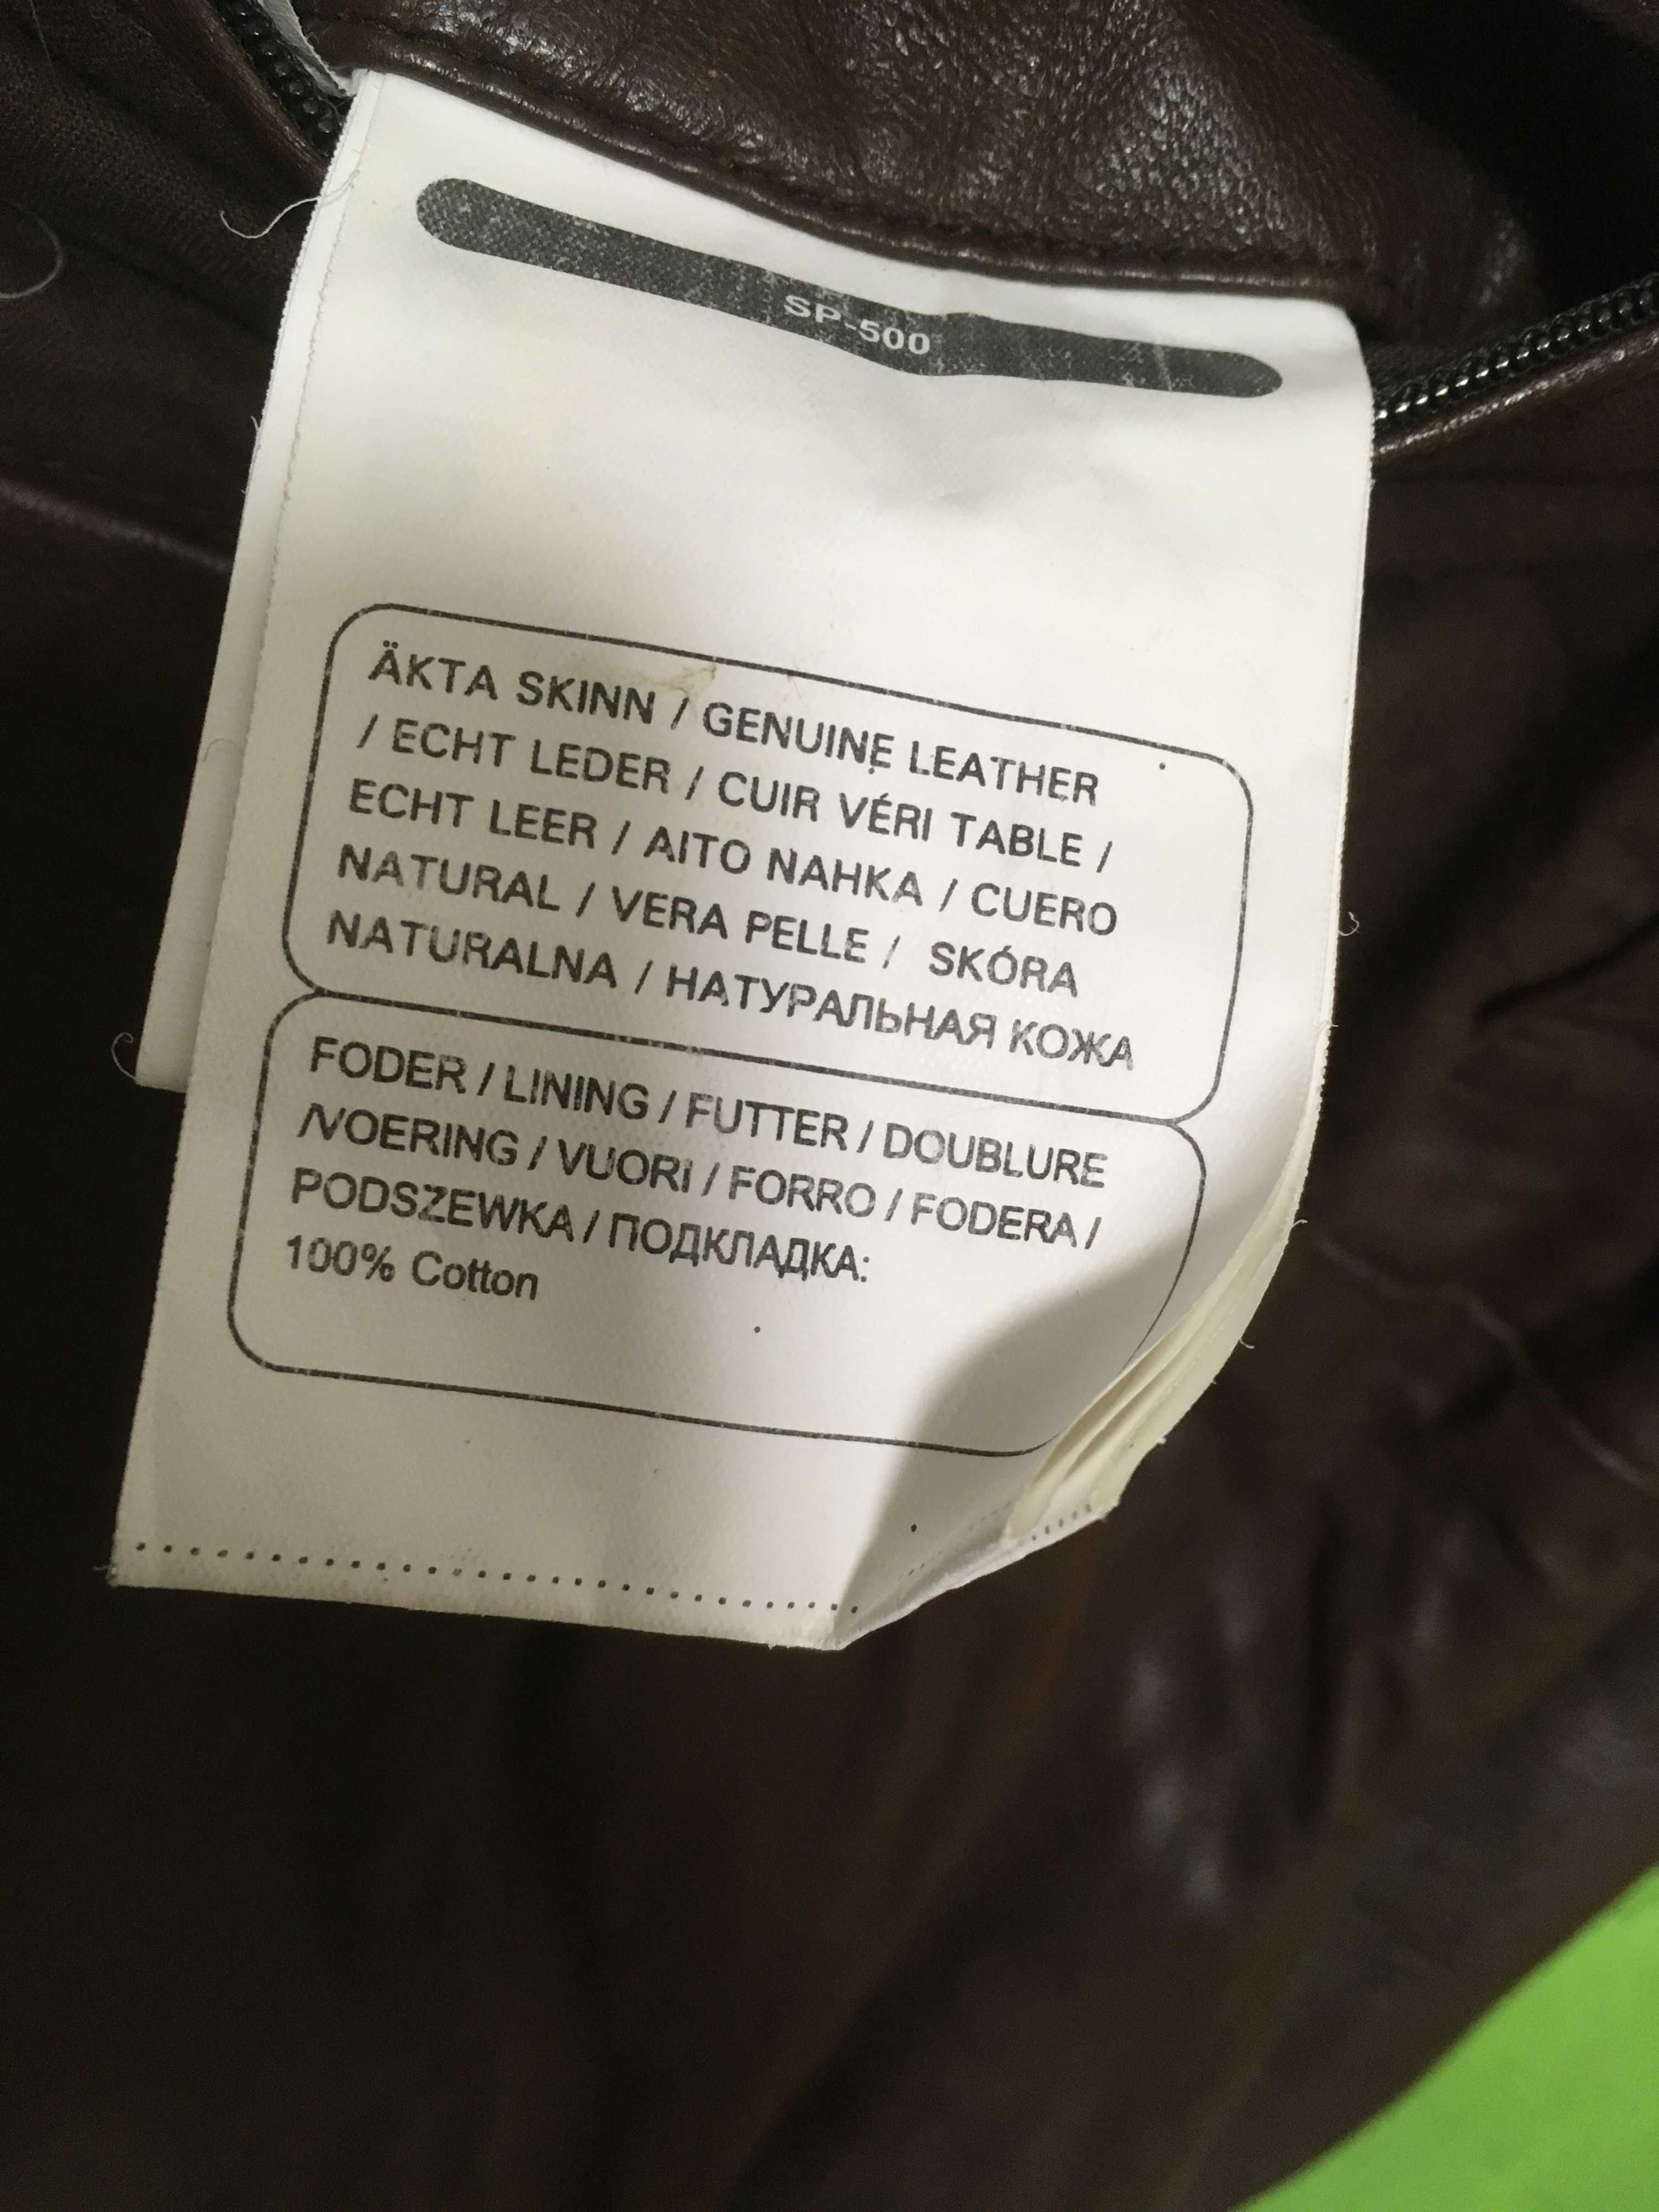 SP-500
ÄKTA SKINN / GENUINE LEATHER
/ ECHT LEDER / CUIR VÉRI TABLE /
ECHT LEER / AITO NAHKA / CUERO
NATURAL / VERA PELLE / SKÓRA
NATURALNA / НАТУРАЛЬНАЯ КОЖА
FODER / LINING / FUTTER / DOUBLURE
/VOERING / VUORI / FORRO / FODERA /
PODSZEWKA / ПОДКЛАДКА:
100% Cotton